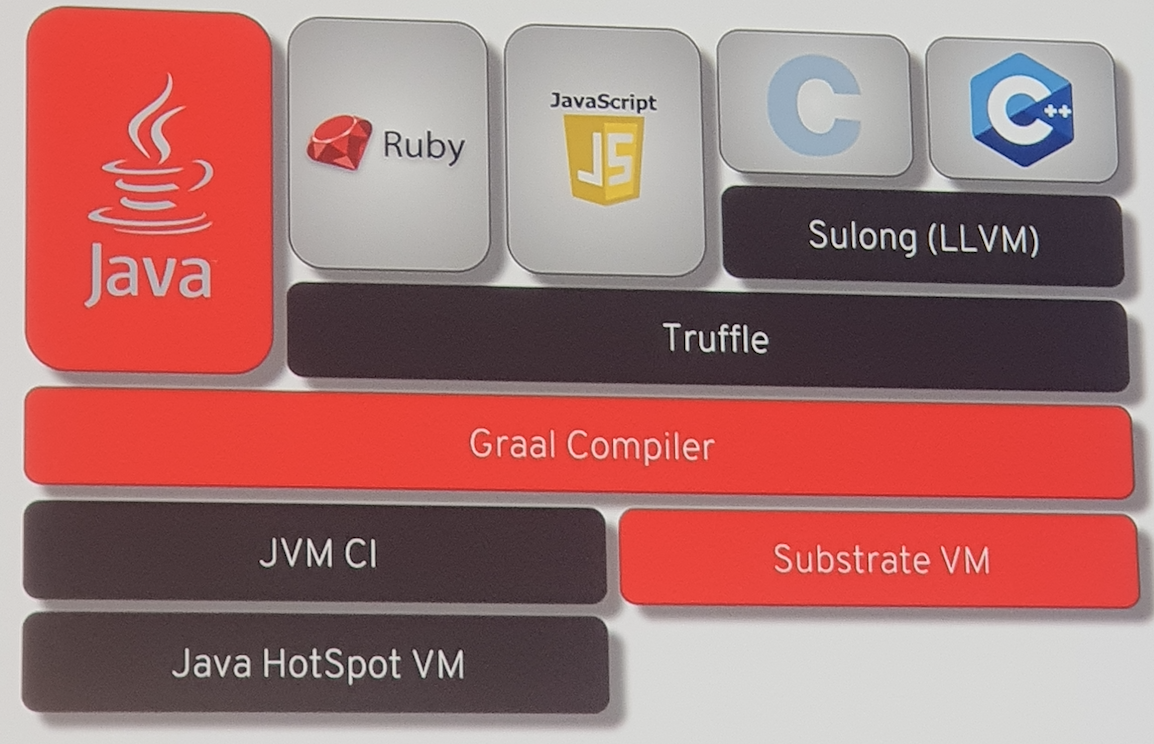 Java
Ruby
JavaScript
JS
C
C++
Sulong (LLVM)
Truffle
Graal Compiler
JVM CI
Substrate VM
Java HotSpot VM